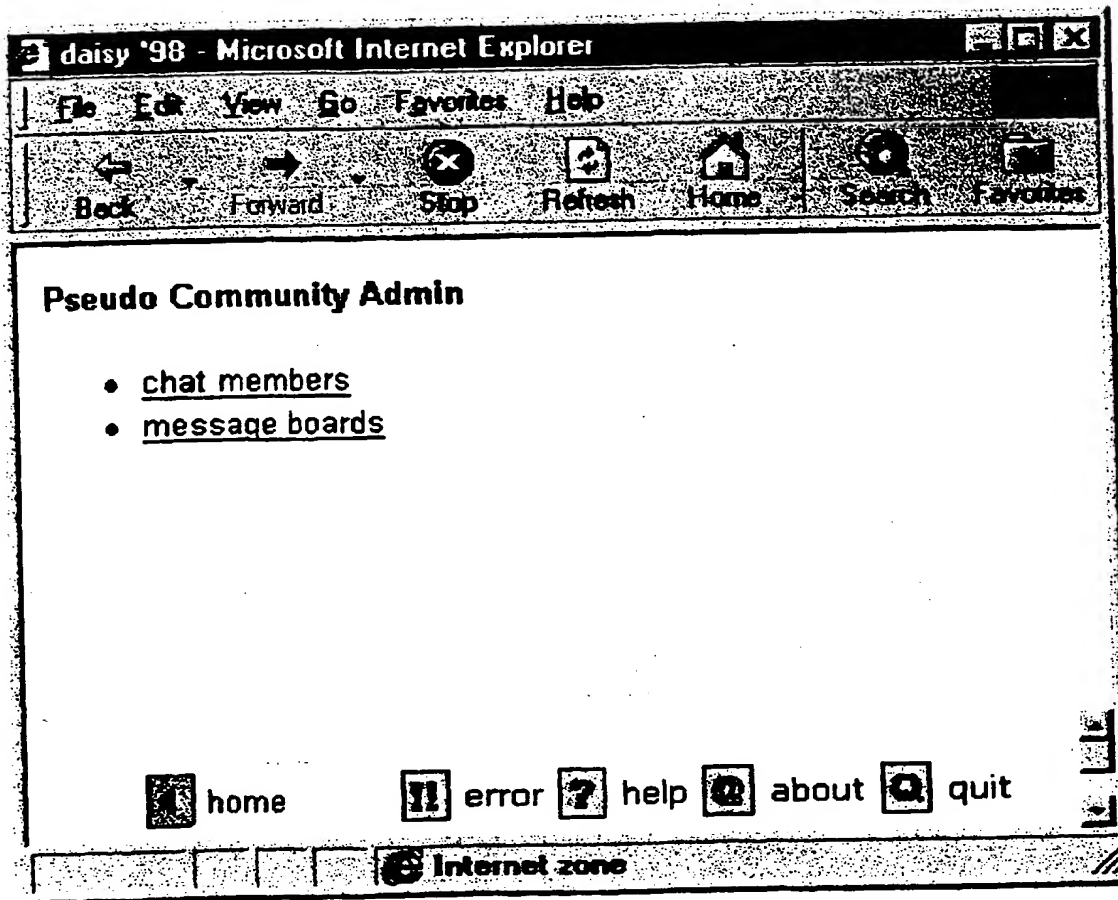 daisy '98 - Microsoft Internet Explorer
File Edit View Go Favorites Help
Back Forward Stop Refresh Home Search Favorites
Pseudo Community Admin
• chat members
• message boards
home !! error ? help @ about Q quit
Internet zone